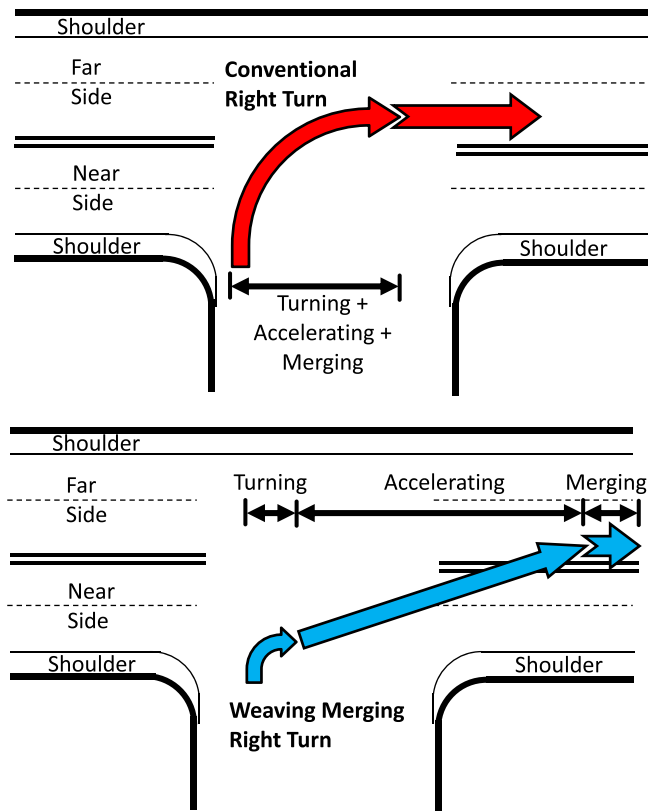 Shoulder
Far
Side
Conventional
Right Turn
Near
Side
Shoulder
Shoulder
Turning +
Accelerating +
Merging
Shoulder
Far
Side
Turning
Accelerating
Merging
Near
Side
Shoulder
Shoulder
Weaving Merging
Right Turn